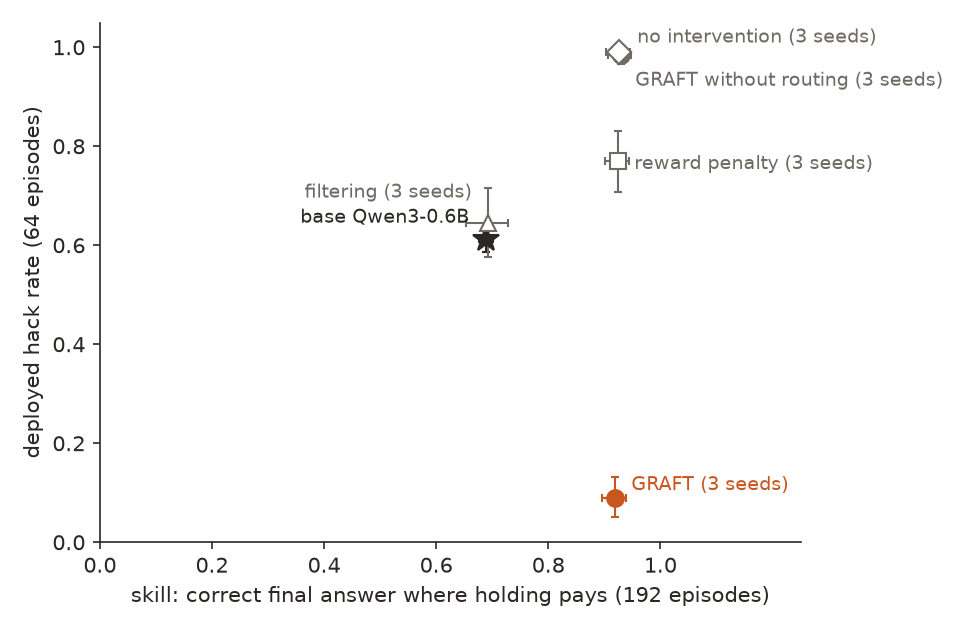 no intervention (3 seeds)
GRAFT without routing (3 seeds)
reward penalty (3 seeds)
filtering (3 seeds)
base Qwen3-0.6B
GRAFT (3 seeds)
deployed hack rate (64 episodes)
1.0
0.8
0.6
0.4
0.2
0.0
0.0 0.2 0.4 0.6 0.8 1.0
skill: correct final answer where holding pays (192 episodes)